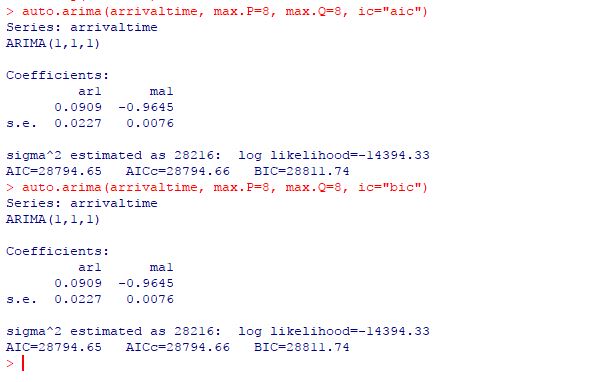 > auto.arima(arrivaltime, max.P=8, max.Q=8, ic="aic")
Series: arrivaltime
ARIMA(1,1,1)
Coefficients:
ar1 ma1
0.0909 -0.9645
s.e. 0.0227 0.0076
sigma^2 estimated as 28216: log likelihood=-14394.33
AIC=28794.65 AICc=28794.66 BIC=28811.74
> auto.arima(arrivaltime, max.P=8, max.Q=8, ic="bic")
Series: arrivaltime
ARIMA(1,1,1)
Coefficients:
ar1 ma1
0.0909 -0.9645
s.e. 0.0227 0.0076
sigma^2 estimated as 28216: log likelihood=-14394.33
AIC=28794.65 AICc=28794.66 BIC=28811.74
>